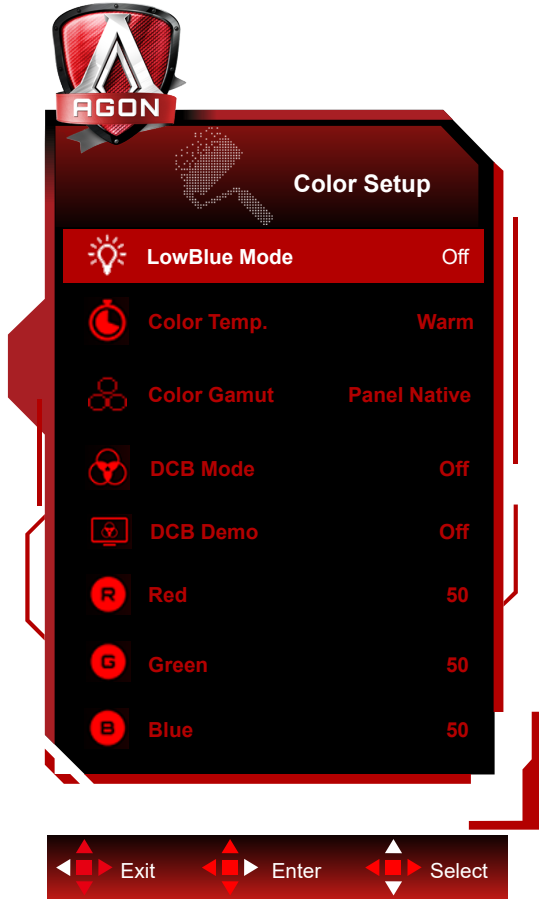 AGON
Color Setup
LowBlue Mode Off
Color Temp. Warm
Color Gamut Panel Native
DCB Mode Off
DCB Demo Off
R Red 50
G Green 50
B Blue 50
Exit Enter Select